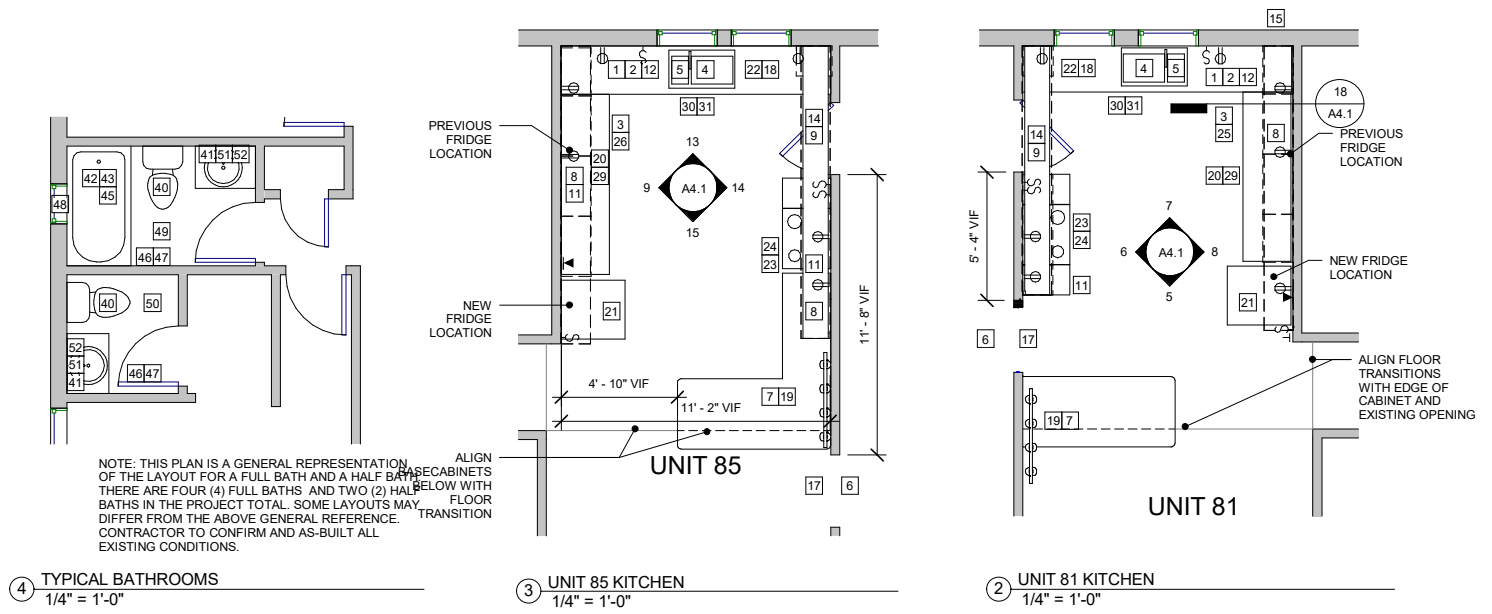 41 51 52
42 43
45
40
48
49
46 47
40
50
52
51
41
46 47
NOTE: THIS PLAN IS A GENERAL REPRESENTATION
OF THE LAYOUT FOR A FULL BATH AND A HALF BATH.
THERE ARE FOUR (4) FULL BATHS AND TWO (2) HALF
BATHS IN THE PROJECT TOTAL. SOME LAYOUTS MAY
DIFFER FROM THE ABOVE GENERAL REFERENCE.
CONTRACTOR TO CONFIRM AND AS-BUILT ALL
EXISTING CONDITIONS.
4
TYPICAL BATHROOMS
1/4" = 1'-0"
1 2 12
5 4
22 18
30 31
PREVIOUS
FRIDGE
LOCATION
3
26
20
29
8
11
14
9
13
9
A4.1
14
15
24
23
11
8
NEW
FRIDGE
LOCATION
21
S
SS
11' - 8" VIF
4' - 10" VIF
7 19
11' - 2" VIF
ALIGN
BASECABINETS
BELOW WITH
FLOOR
TRANSITION
UNIT 85
17
6
3
UNIT 85 KITCHEN
1/4" = 1'-0"
15
22 18
4 5
1 2 12
30 31
18
A4.1
3
25
8
PREVIOUS
FRIDGE
LOCATION
14
9
20 29
SS
5' - 4" VIF
23
24
11
7
6
A4.1
8
5
NEW FRIDGE
LOCATION
21
6
17
19 7
ALIGN FLOOR
TRANSITIONS
WITH EDGE OF
CABINET AND
EXISTING OPENING
UNIT 81
2
UNIT 81 KITCHEN
1/4" = 1'-0"